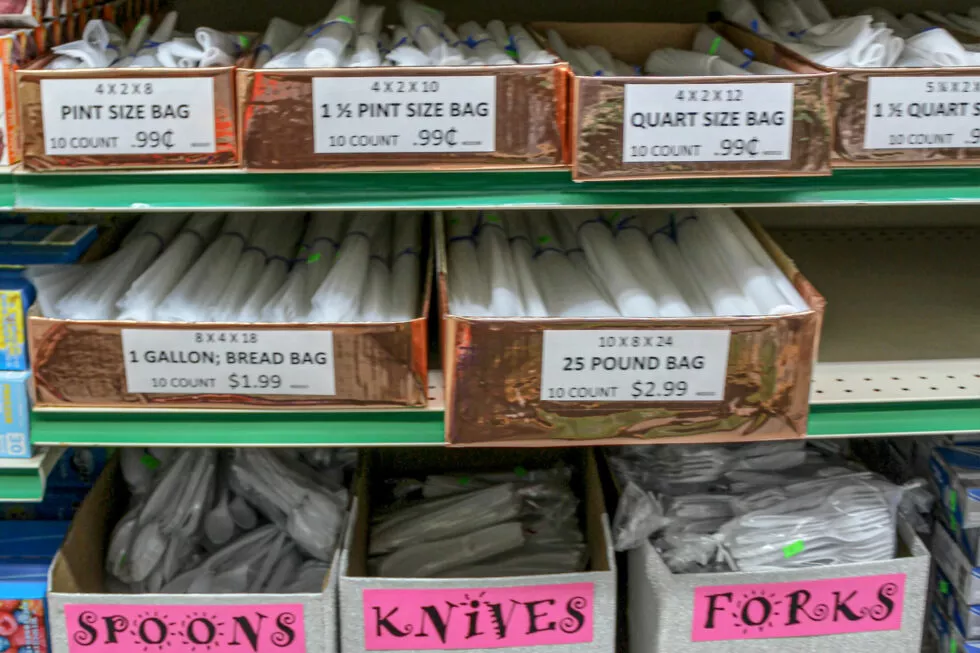 4 X 2 X 8
PINT SIZE BAG
10 COUNT .99¢
4 X 2 X 10
1 ½ PINT SIZE BAG
10 COUNT .99¢
4 X 2 X 12
QUART SIZE BAG
10 COUNT .99¢
1 ½ QUART S
10 COUNT .9
8 X 4 X 18
1 GALLON; BREAD BAG
10 COUNT $1.99
10 X 8 X 24
25 POUND BAG
10 COUNT $2.99
30
SPOONS
KNIVES
FORKS